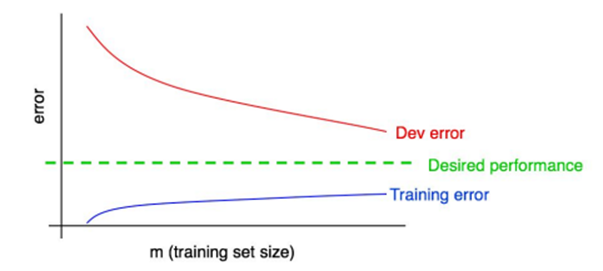 error
Dev error
Desired performance
Training error
m (training set size)